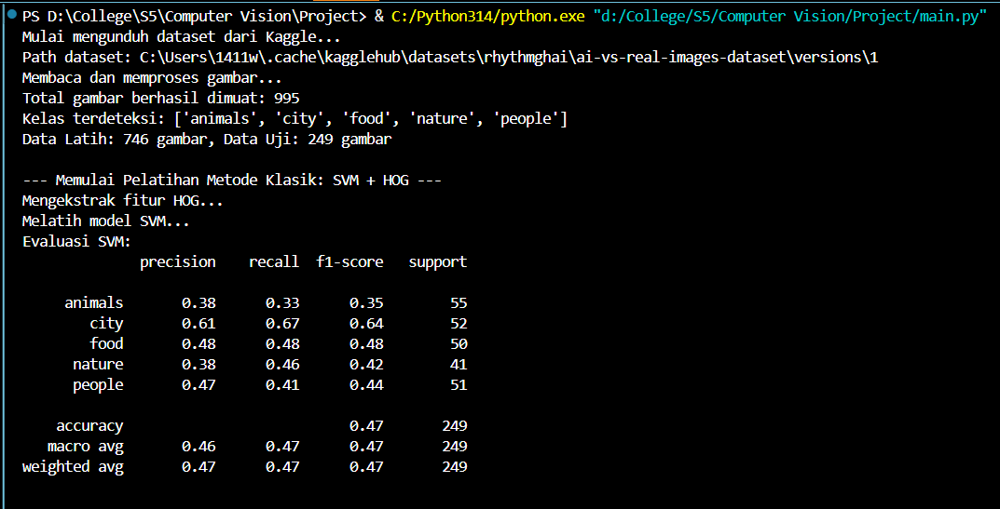 PS D:\College\S5\Computer Vision\Project> & C:/Python314/python.exe "d:/College/S5/Computer Vision/Project/main.py"
Mulai mengunduh dataset dari Kaggle...
Path dataset: C:\Users\1411w\.cache\kagglehub\datasets\rhythmghai\ai-vs-real-images-dataset\versions\1
Membaca dan memproses gambar...
Total gambar berhasil dimuat: 995
Kelas terdeteksi: ['animals', 'city', 'food', 'nature', 'people']
Data Latih: 746 gambar, Data Uji: 249 gambar
--- Memulai Pelatihan Metode Klasik: SVM + HOG ---
Mengekstrak fitur HOG...
Melatih model SVM...
Evaluasi SVM:
precision recall f1-score support
animals 0.38 0.33 0.35 55
city 0.61 0.67 0.64 52
food 0.48 0.48 0.48 50
nature 0.38 0.46 0.42 41
people 0.47 0.41 0.44 51
accuracy 0.47 249
macro avg 0.46 0.47 0.47 249
weighted avg 0.47 0.47 0.47 249